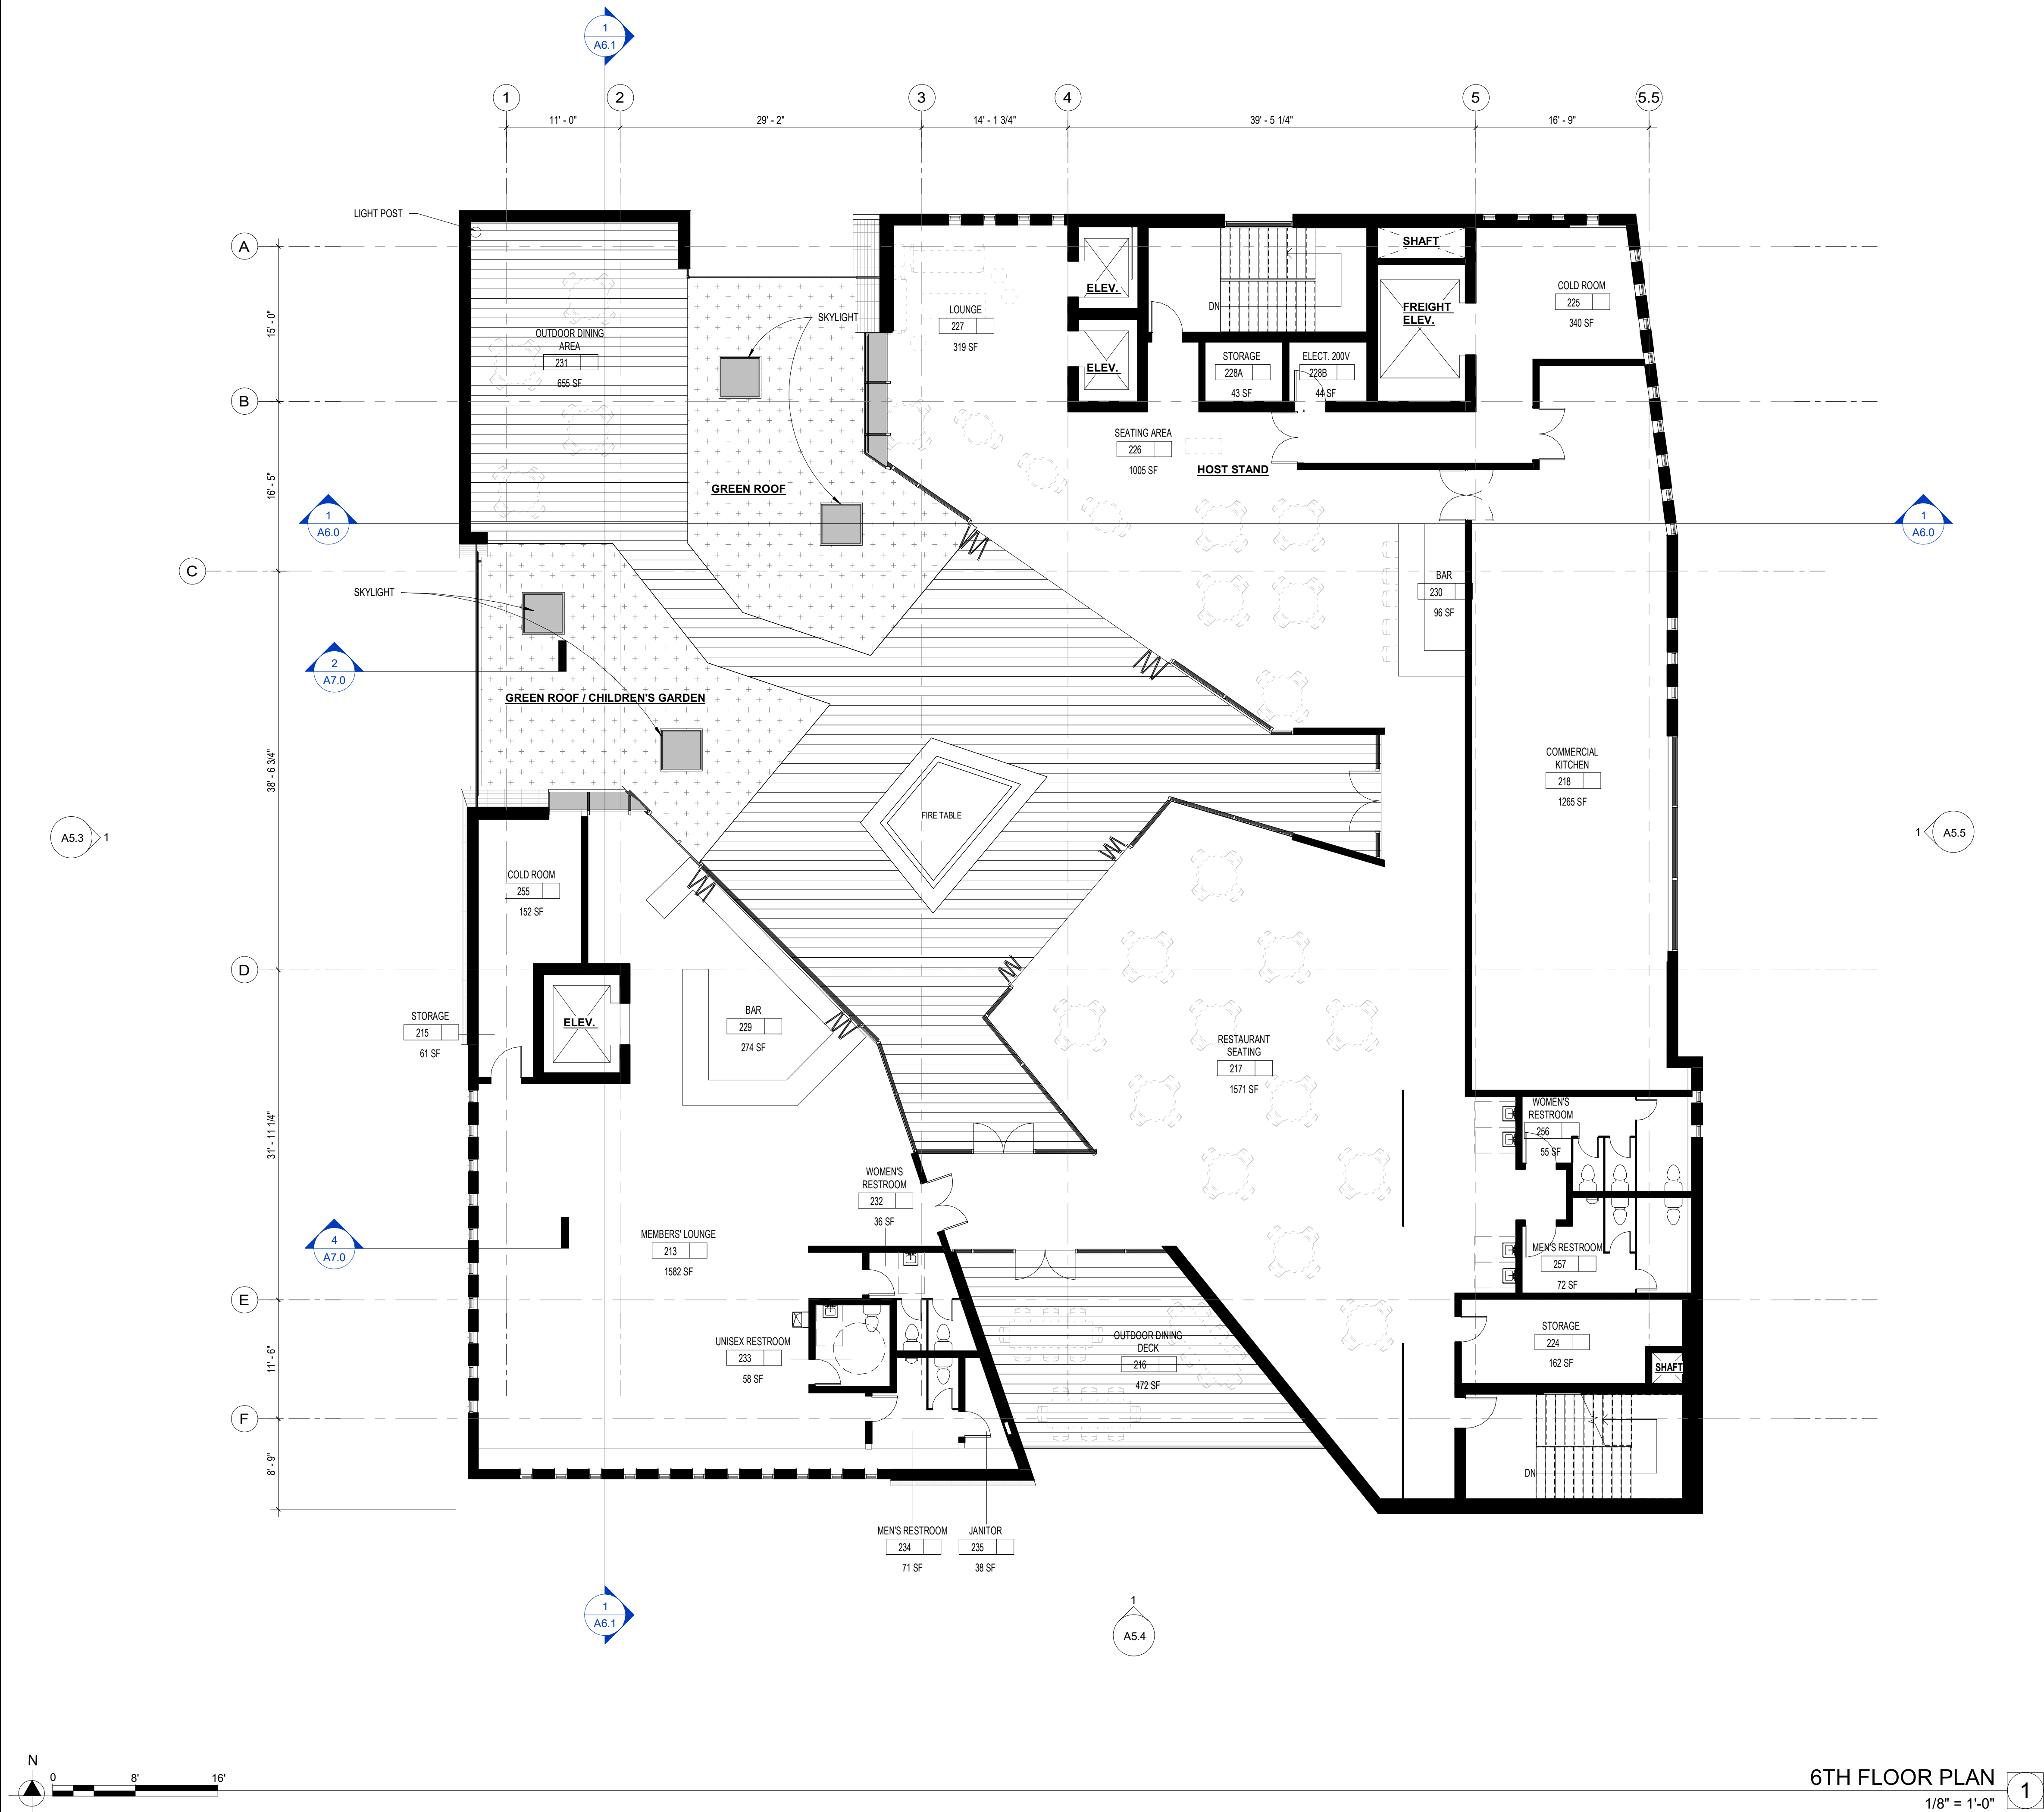 1
A6.1
1
2
3
4
5
5.5
11' - 0"
29' - 2"
14' - 1 3/4"
39' - 5 1/4"
16' - 9"
LIGHT POST
A
SHAFT
ELEV.
DN
FREIGHT
ELEV.
COLD ROOM
225
340 SF
LOUNGE
227
319 SF
SKYLIGHT
OUTDOOR DINING
AREA
231
655 SF
15' - 0"
ELEV.
STORAGE
228A
43 SF
ELECT. 200V
228B
44 SF
B
SEATING AREA
226
1005 SF
HOST STAND
GREEN ROOF
16' - 5"
1
A6.0
1
A6.0
C
SKYLIGHT
BAR
230
96 SF
2
A7.0
GREEN ROOF / CHILDREN'S GARDEN
38' - 6 3/4"
COMMERCIAL
KITCHEN
218
1265 SF
FIRE TABLE
A5.3
1
1
A5.5
COLD ROOM
255
152 SF
D
STORAGE
215
61 SF
ELEV.
BAR
229
274 SF
RESTAURANT
SEATING
217
1571 SF
31' - 11 1/4"
WOMEN'S
RESTROOM
256
55 SF
WOMEN'S
RESTROOM
232
36 SF
4
A7.0
MEMBERS' LOUNGE
213
1582 SF
MEN'S RESTROOM
257
72 SF
E
UNISEX RESTROOM
233
58 SF
OUTDOOR DINING
DECK
216
472 SF
STORAGE
224
162 SF
SHAFT
11' - 6"
F
8' - 9"
DN
MEN'S RESTROOM
234
71 SF
JANITOR
235
38 SF
1
A6.1
1
A5.4
N
0
8'
16'
6TH FLOOR PLAN
1
1/8" = 1'-0"